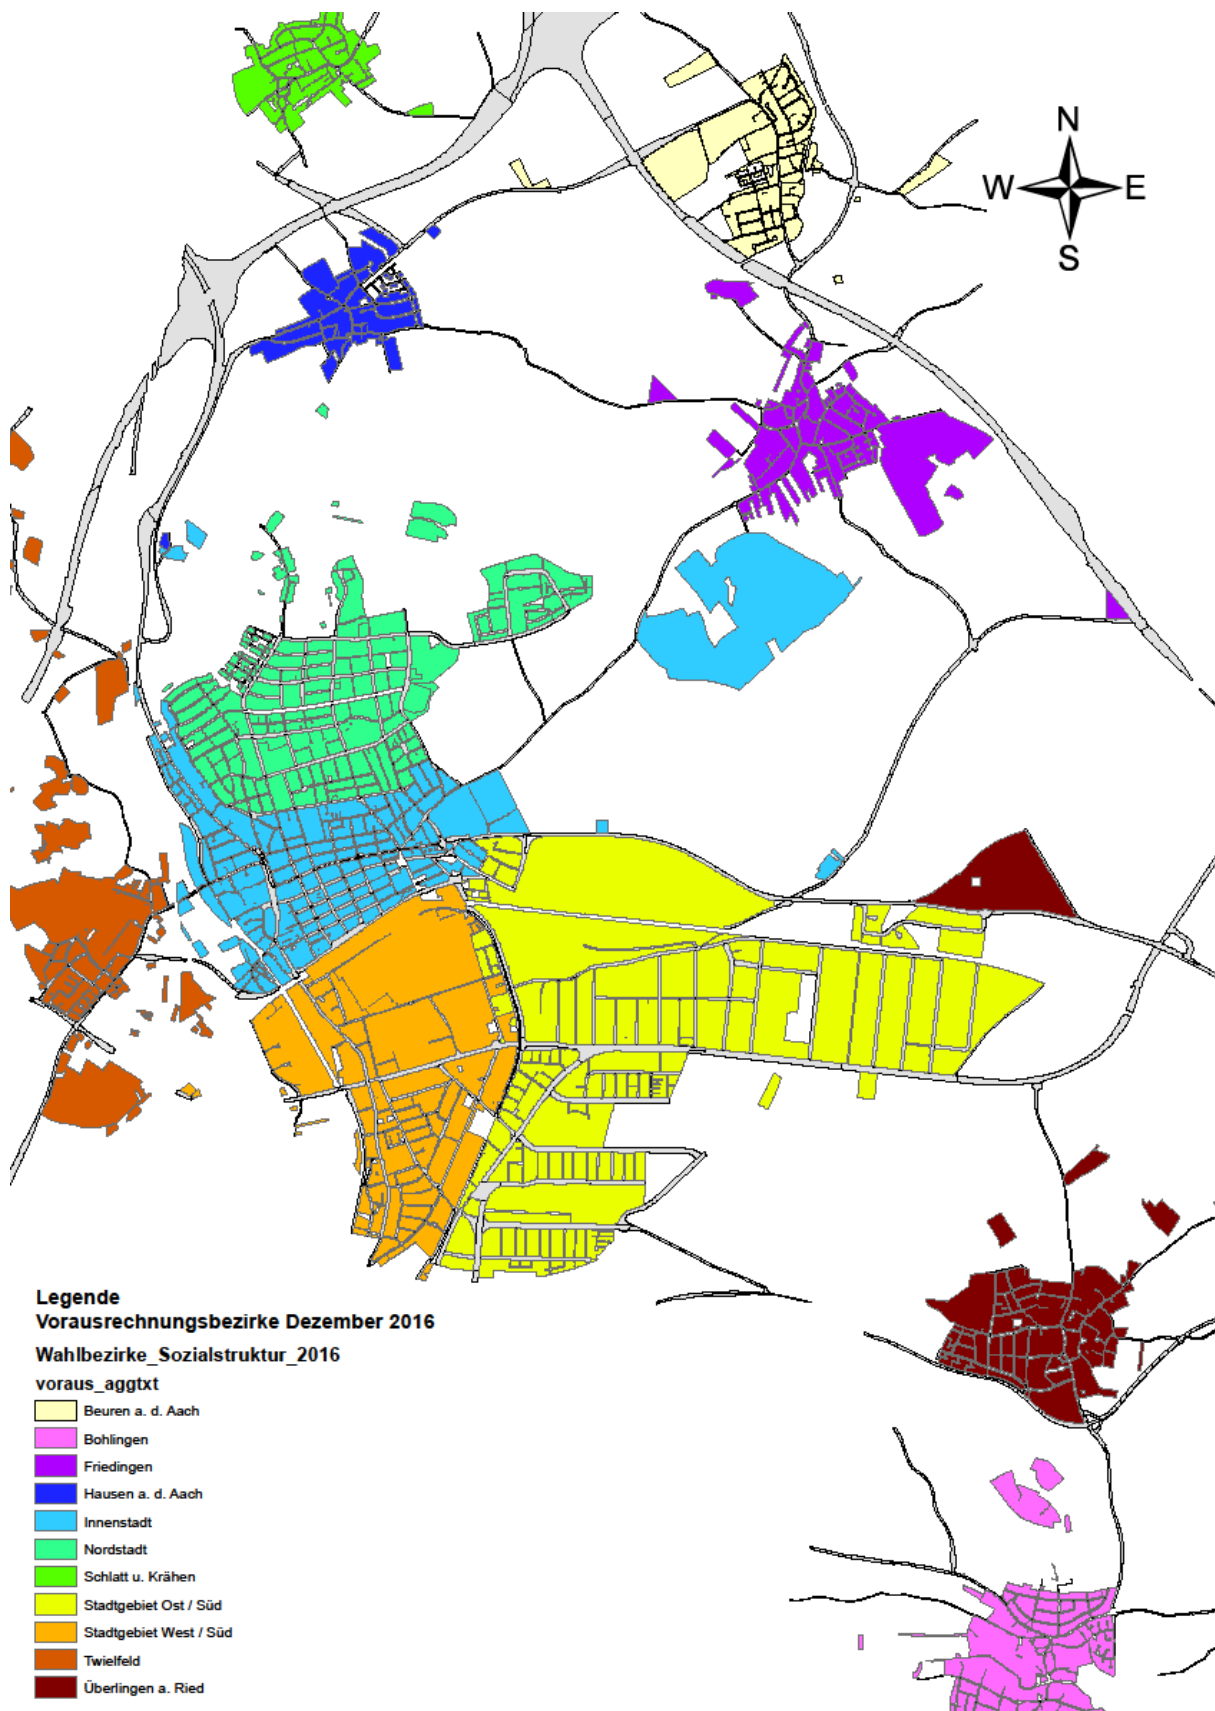 N
W E
S
Legende
Vorausrechnungsbezirke Dezember 2016
Wahlbezirke_Sozialstruktur_2016
voraus_aggtxt
Beuren a. d. Aach
Bohlingen
Friedingen
Hausen a. d. Aach
Innenstadt
Nordstadt
Schlatt u. Krähen
Stadtgebiet Ost / Süd
Stadtgebiet West / Süd
Twielfeld
Überlingen a. Ried